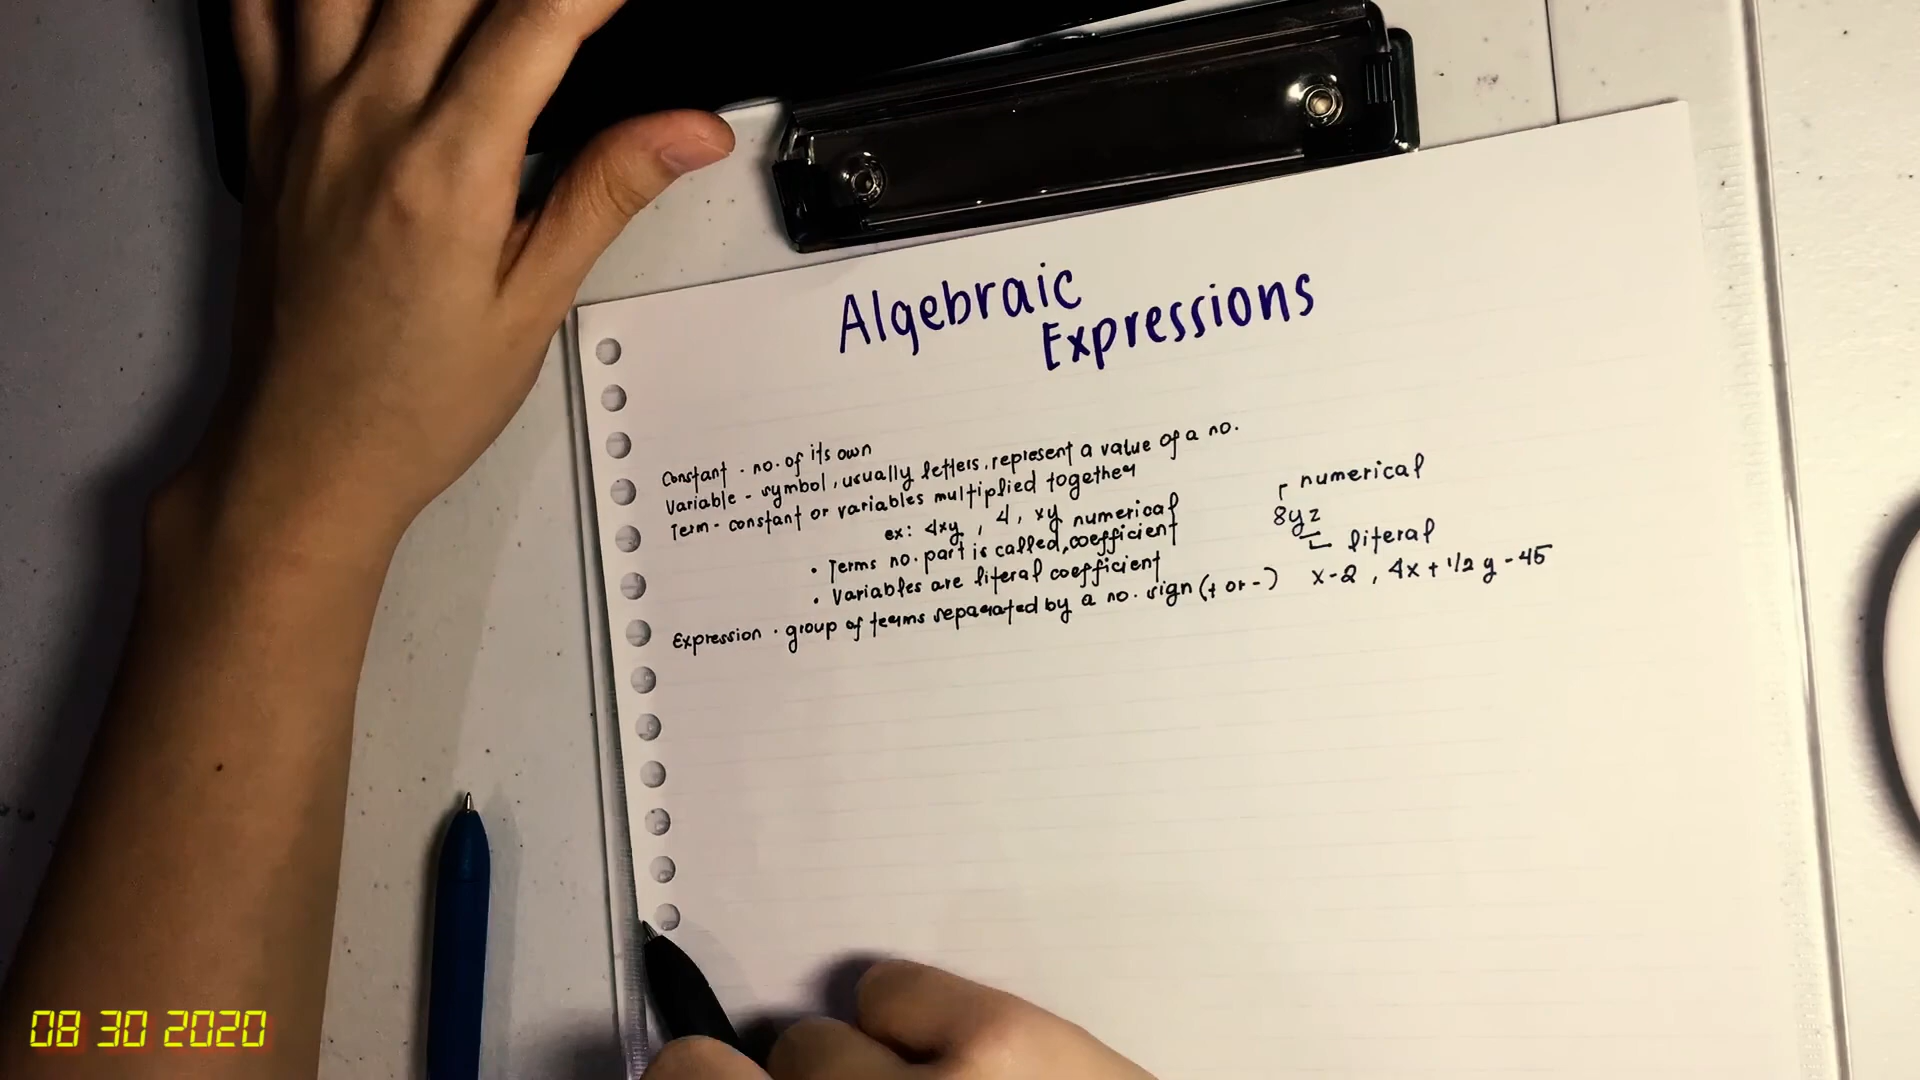 Algebraic
Expressions
Constant - no. of its own
Variable - symbol, usually letters, represent a value of a no.
Term - constant or variables multiplied together
ex: 4xy, 4, xy
• Terms no. part is called, numerical coefficient
• Variables are literal coefficient
numerical
8yz
literal
Expression - group of terms separated by a no. sign (+ or -) x-2, 4x + 1/2 y - 45
08 30 2020